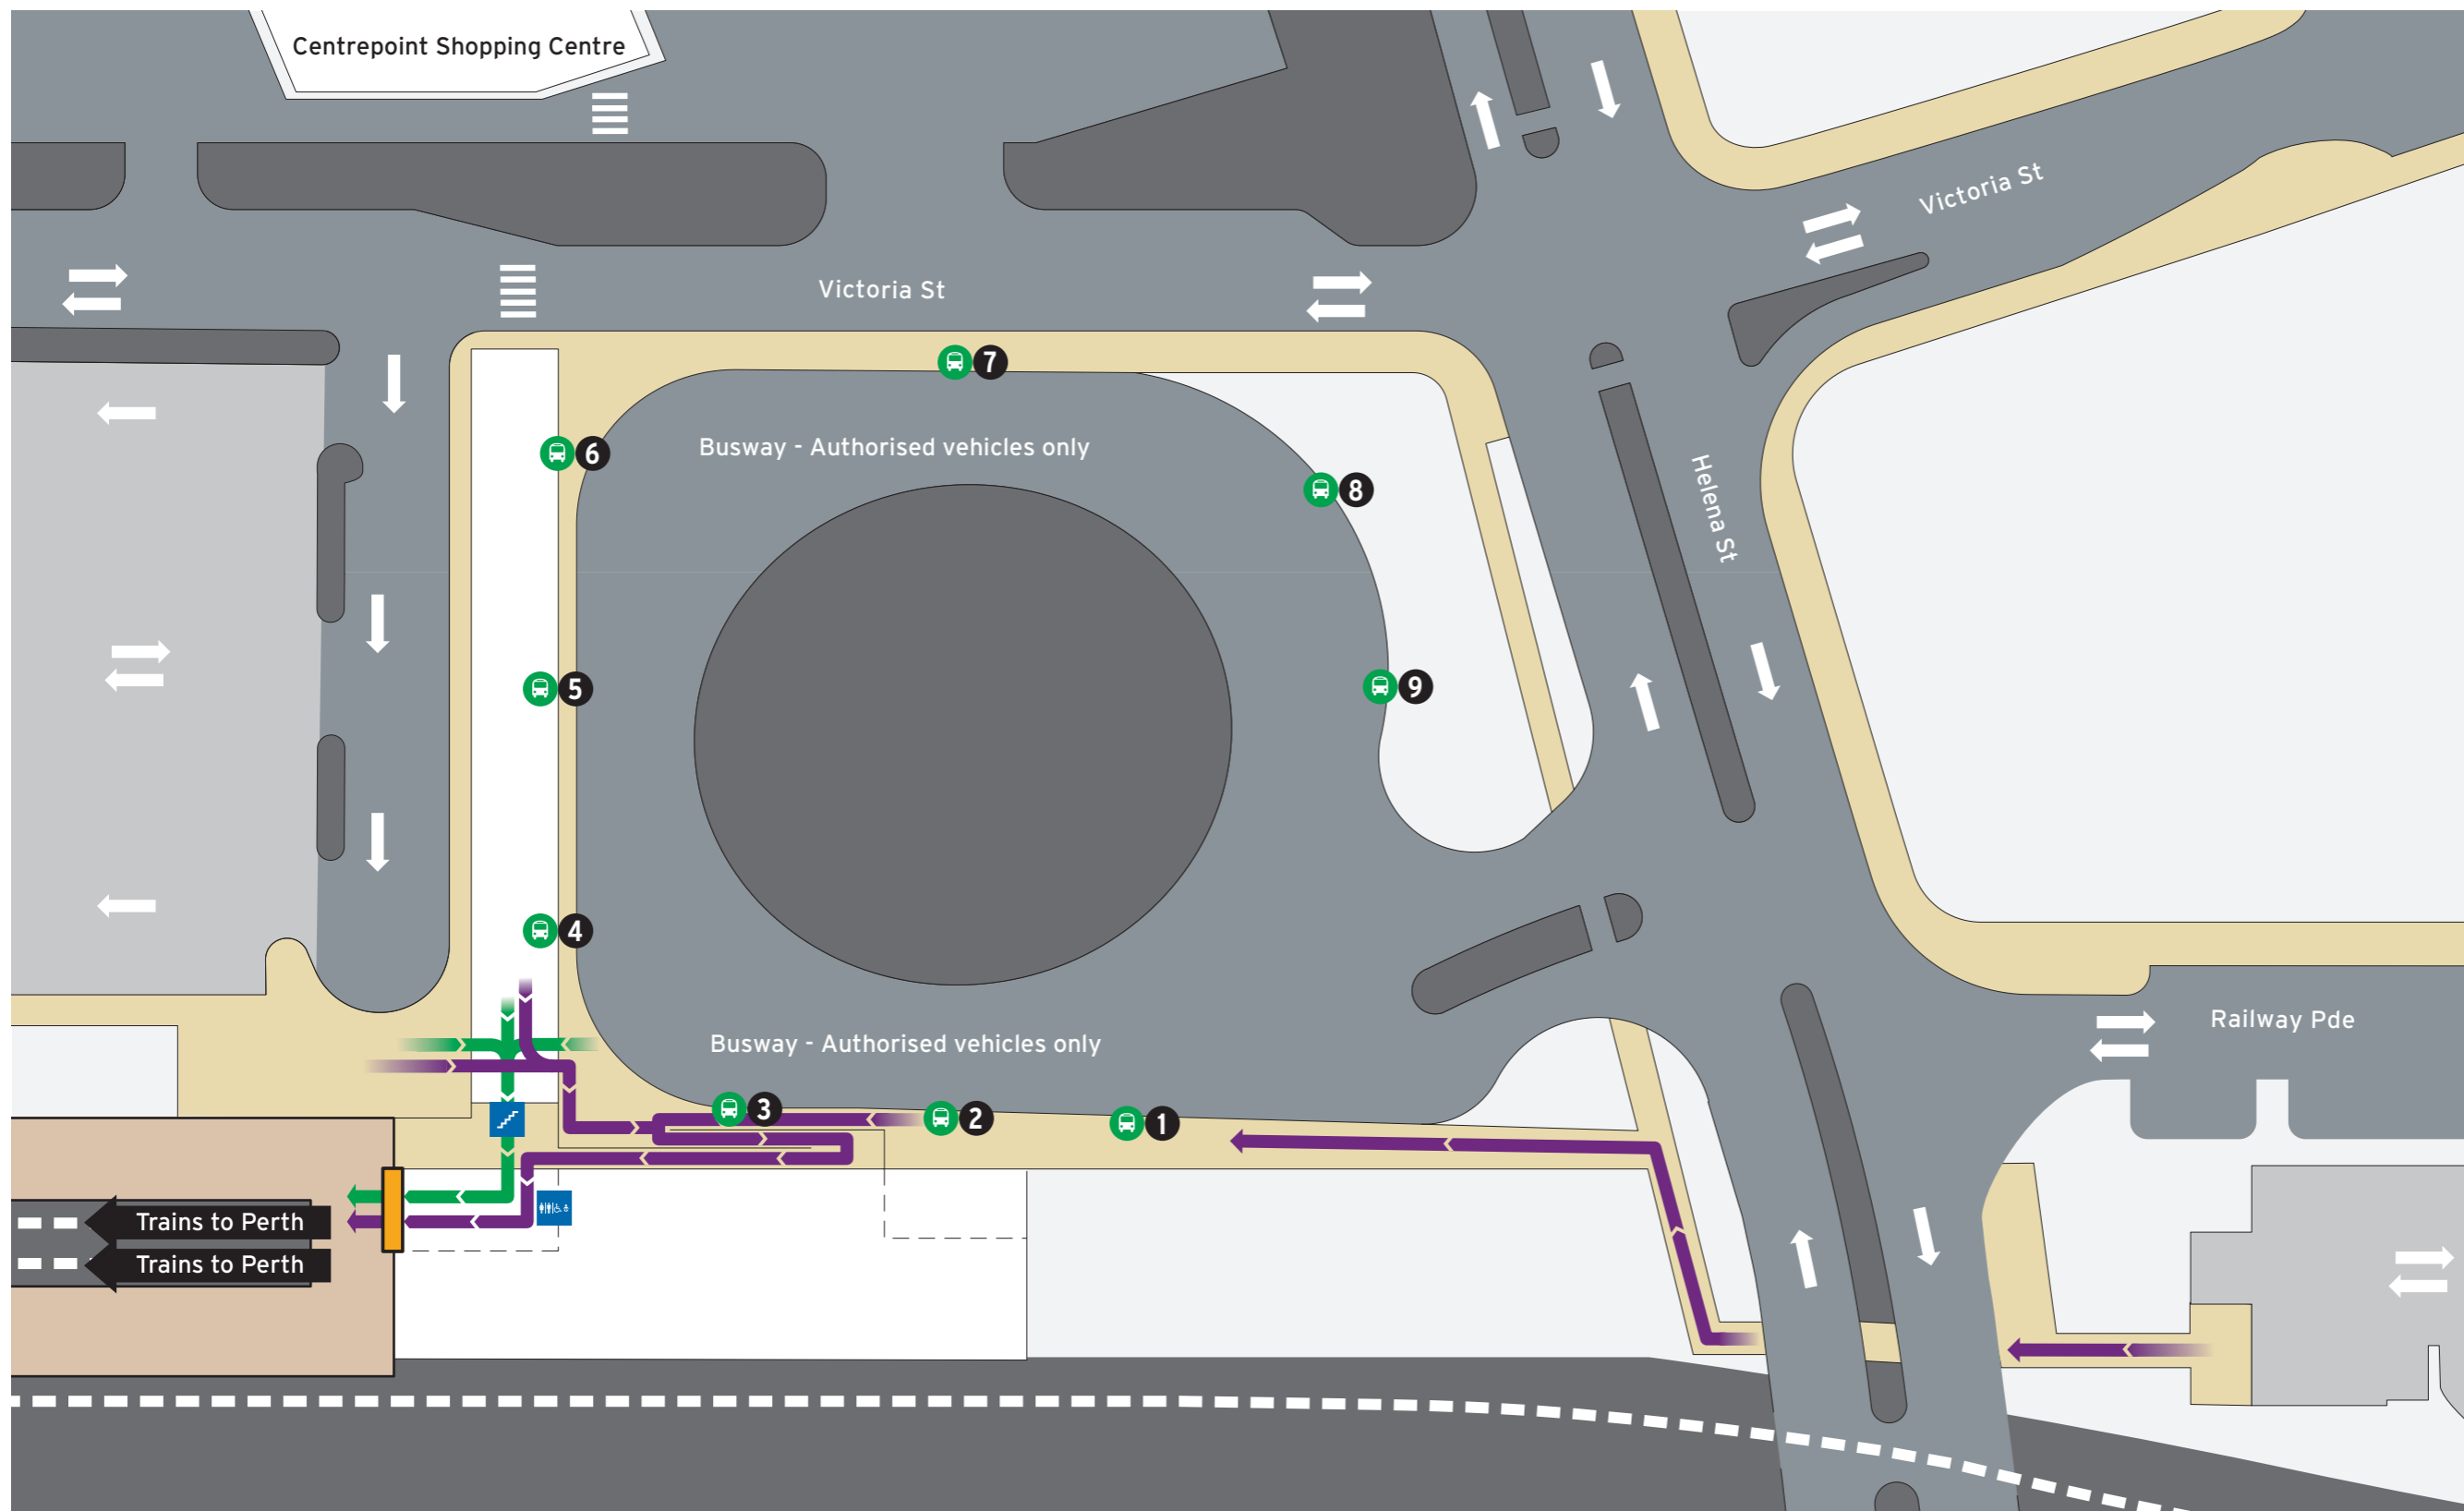 Centrepoint Shopping Centre
Victoria St
Victoria St
7
6
Busway - Authorised vehicles only
8
Helena St
5
9
4
Busway - Authorised vehicles only
Railway Pde
3
2
1
Trains to Perth
Trains to Perth